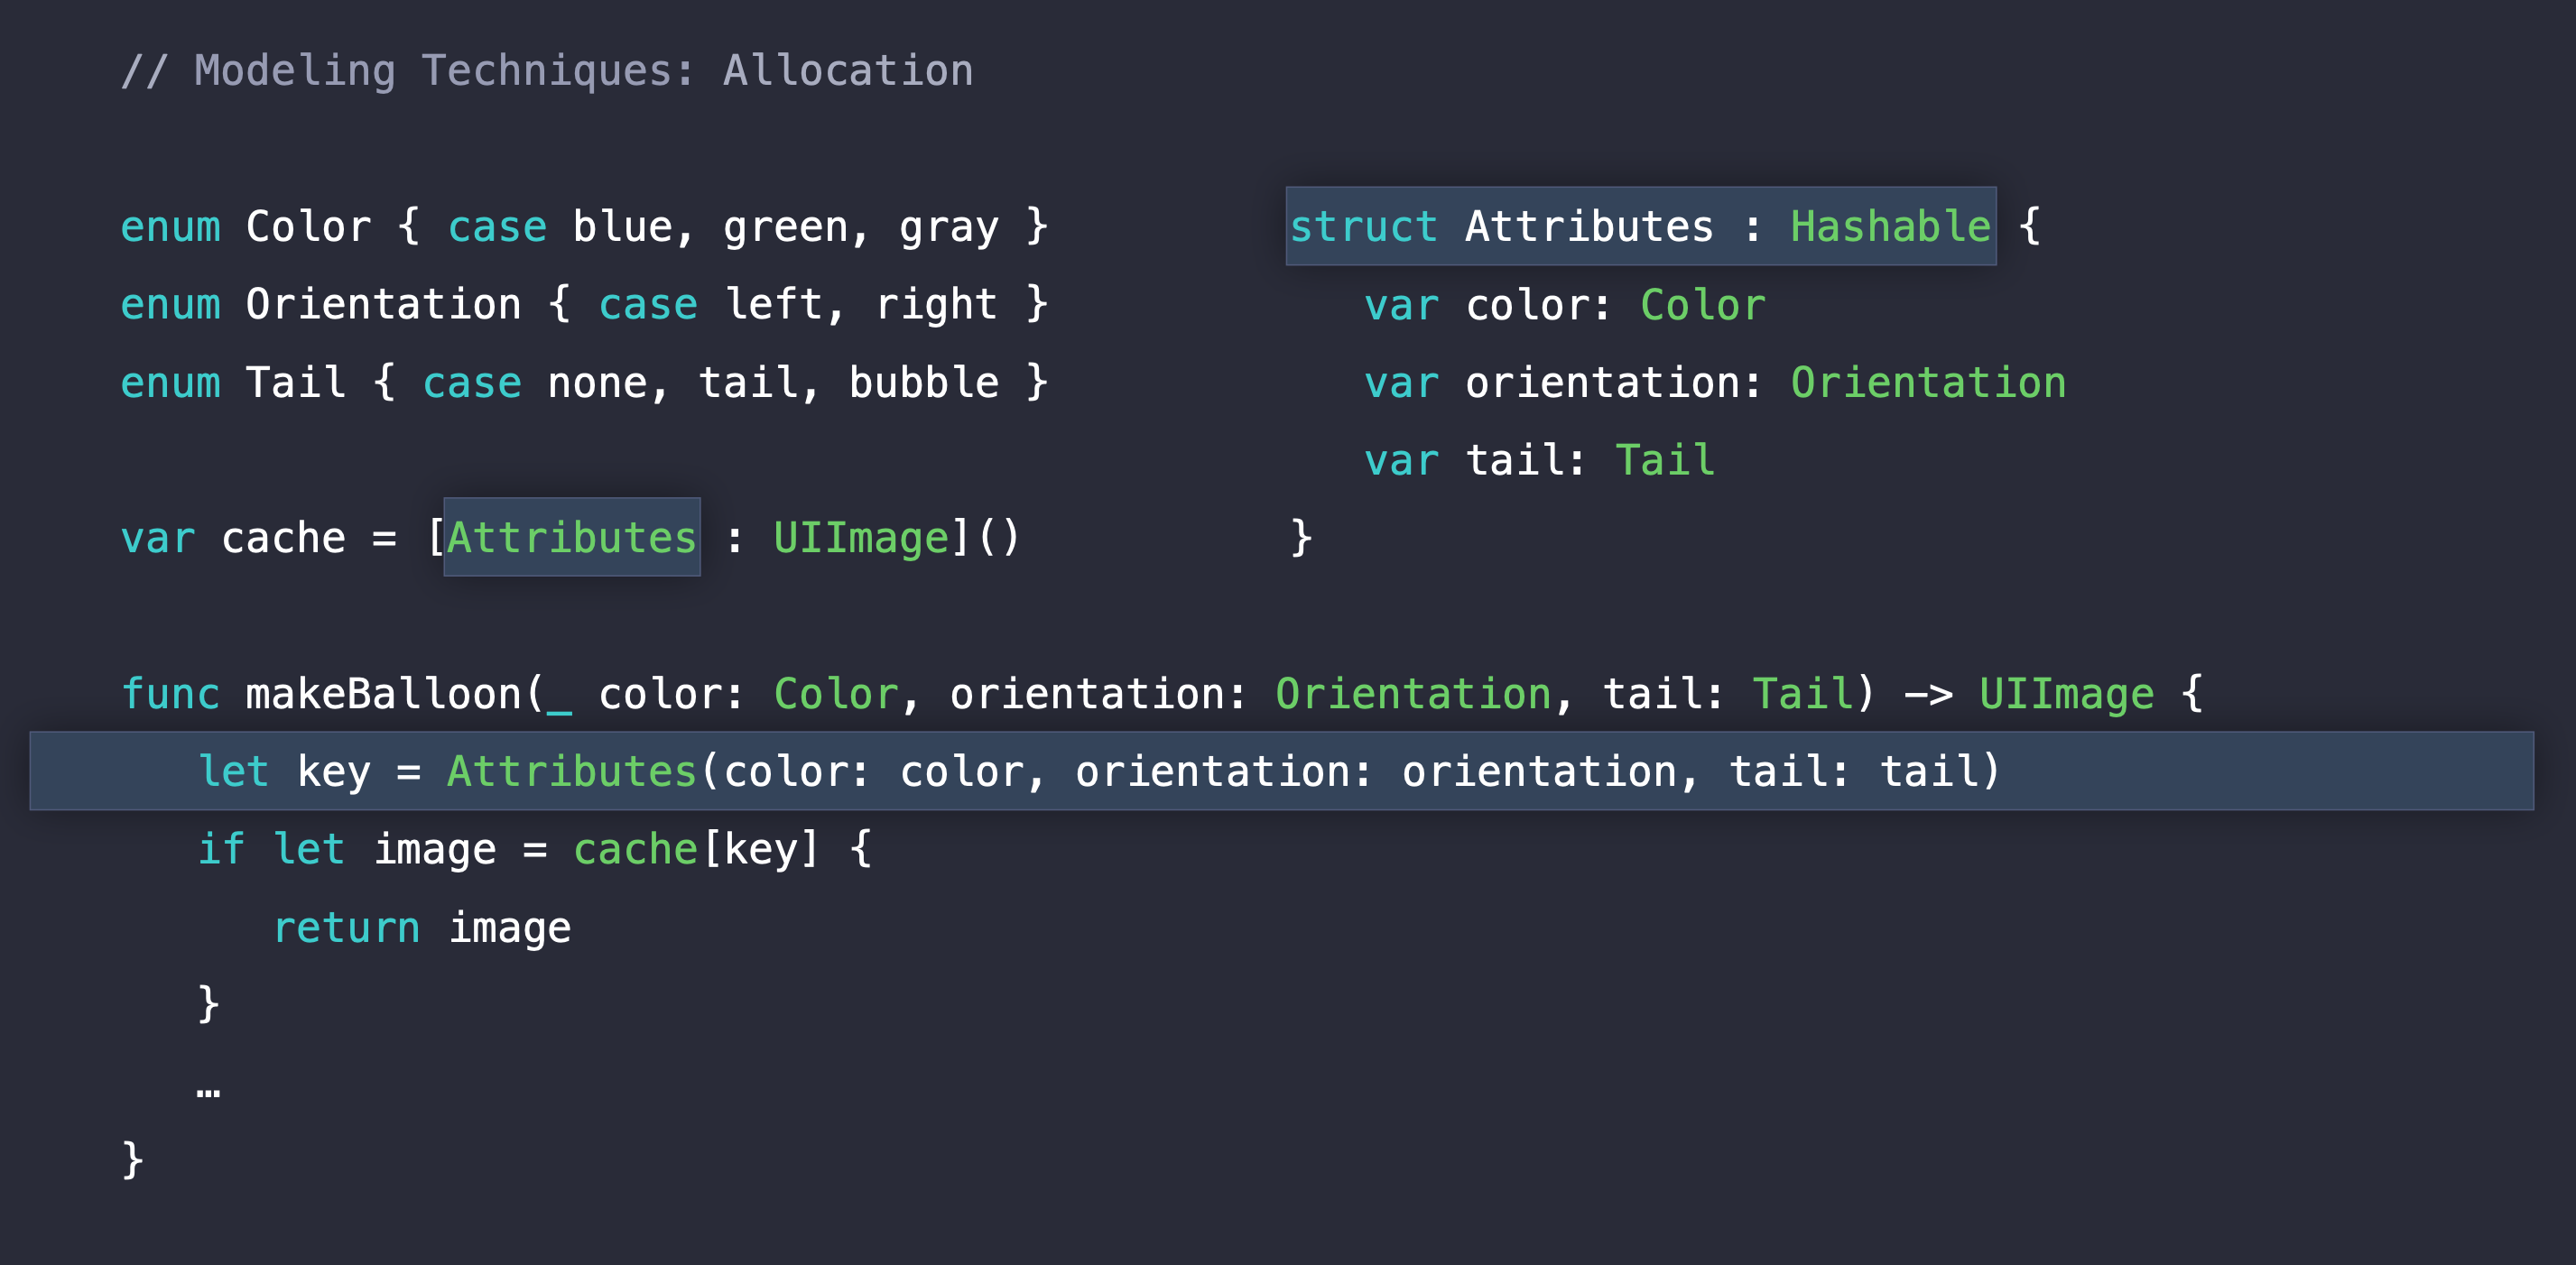 // Modeling Techniques: Allocation
enum Color { case blue, green, gray }
enum Orientation { case left, right }
enum Tail { case none, tail, bubble }
var cache = [Attributes : UIImage]()
struct Attributes : Hashable {
var color: Color
var orientation: Orientation
var tail: Tail
}
func makeBalloon(_ color: Color, orientation: Orientation, tail: Tail) -> UIImage {
let key = Attributes(color: color, orientation: orientation, tail: tail)
if let image = cache[key] {
return image
}
…
}